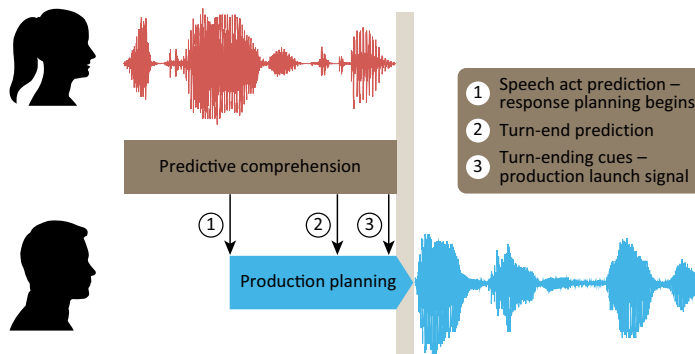 1 Speech act prediction –
response planning begins
2 Turn-end prediction
3 Turn-ending cues –
production launch signal
Predictive comprehension
1 2 3
Production planning